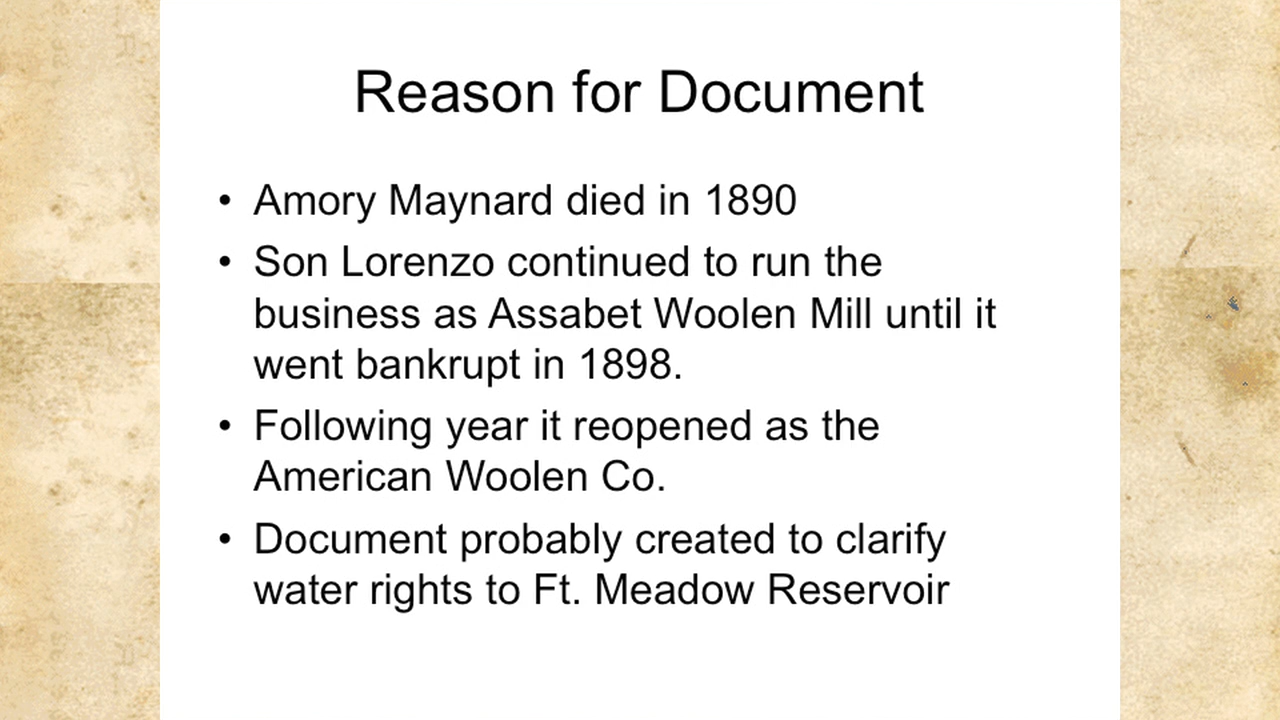 Reason for Document
• Amory Maynard died in 1890
• Son Lorenzo continued to run the
business as Assabet Woolen Mill until it
went bankrupt in 1898.
• Following year it reopened as the
American Woolen Co.
• Document probably created to clarify
water rights to Ft. Meadow Reservoir